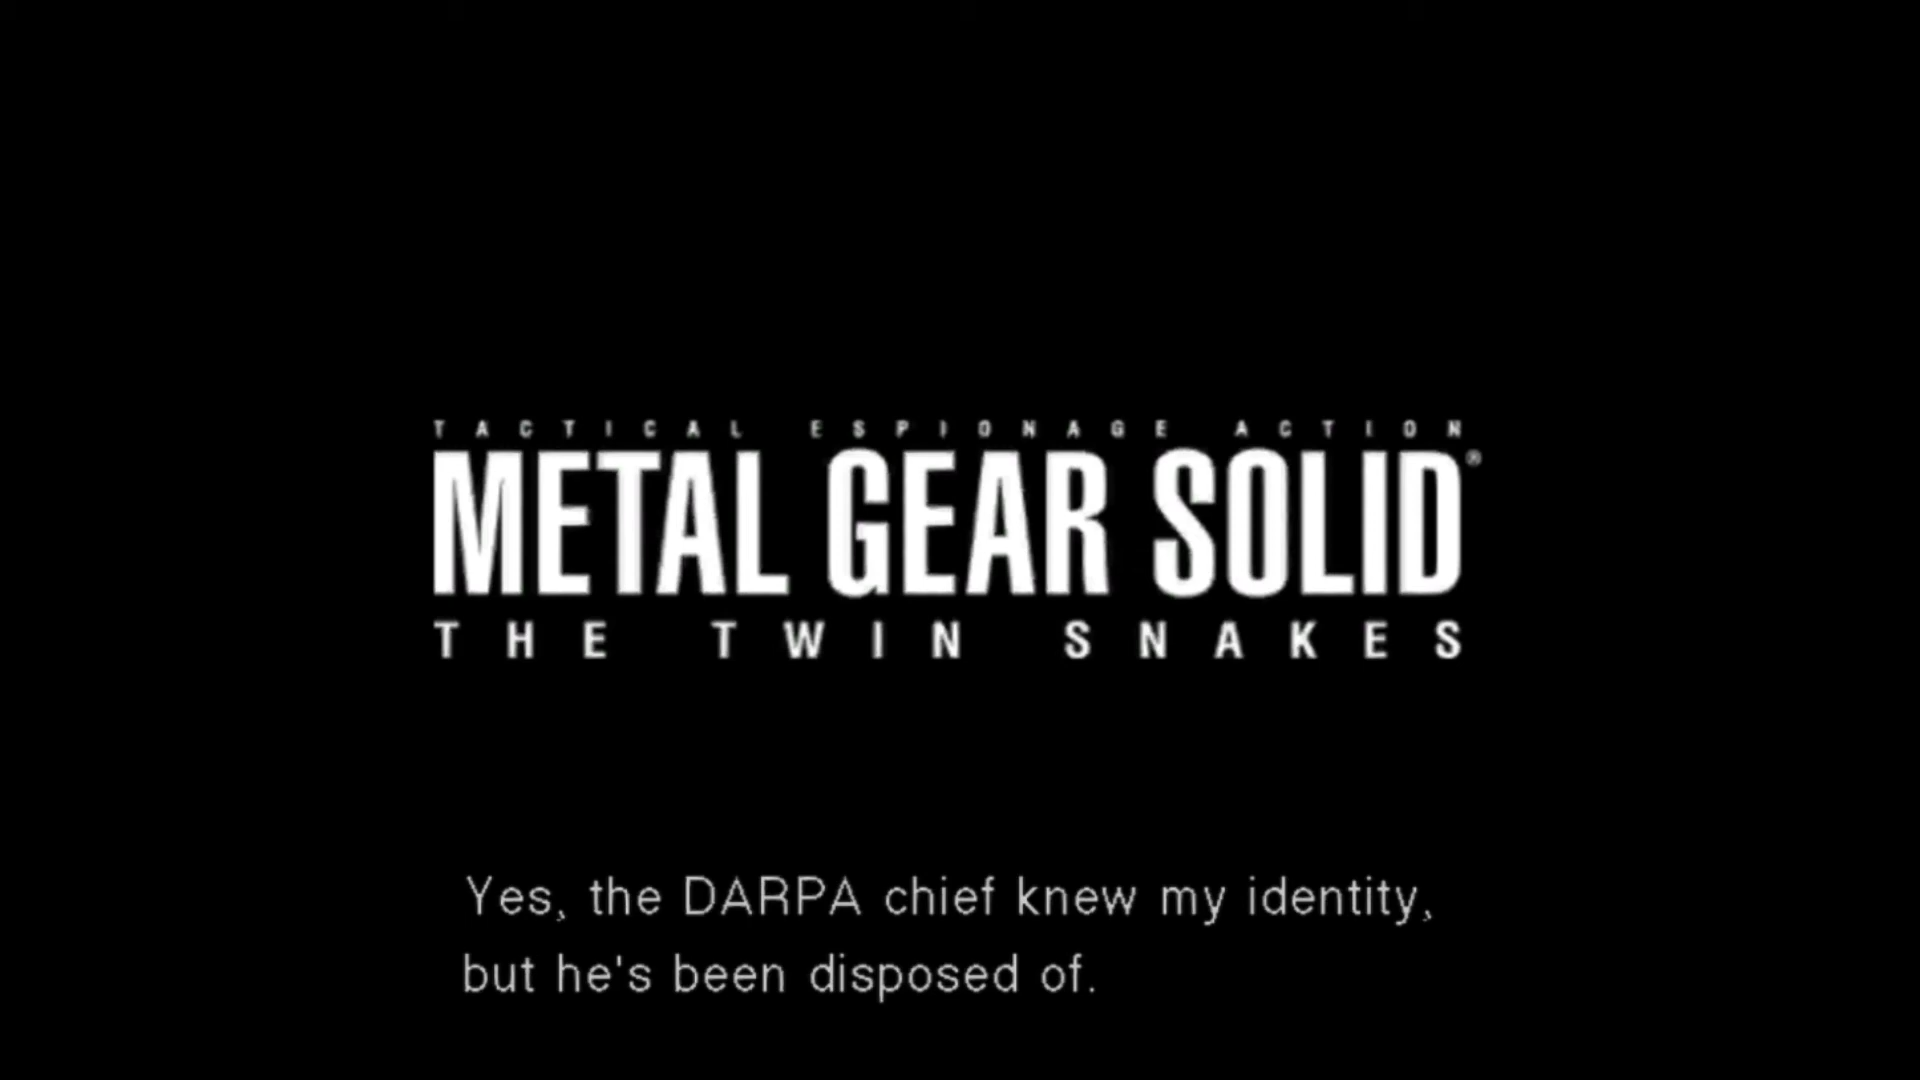 TACTICAL ESPIONAGE ACTION
METAL GEAR SOLID®
THE TWIN SNAKES
Yes, the DARPA chief knew my identity,
but he's been disposed of.